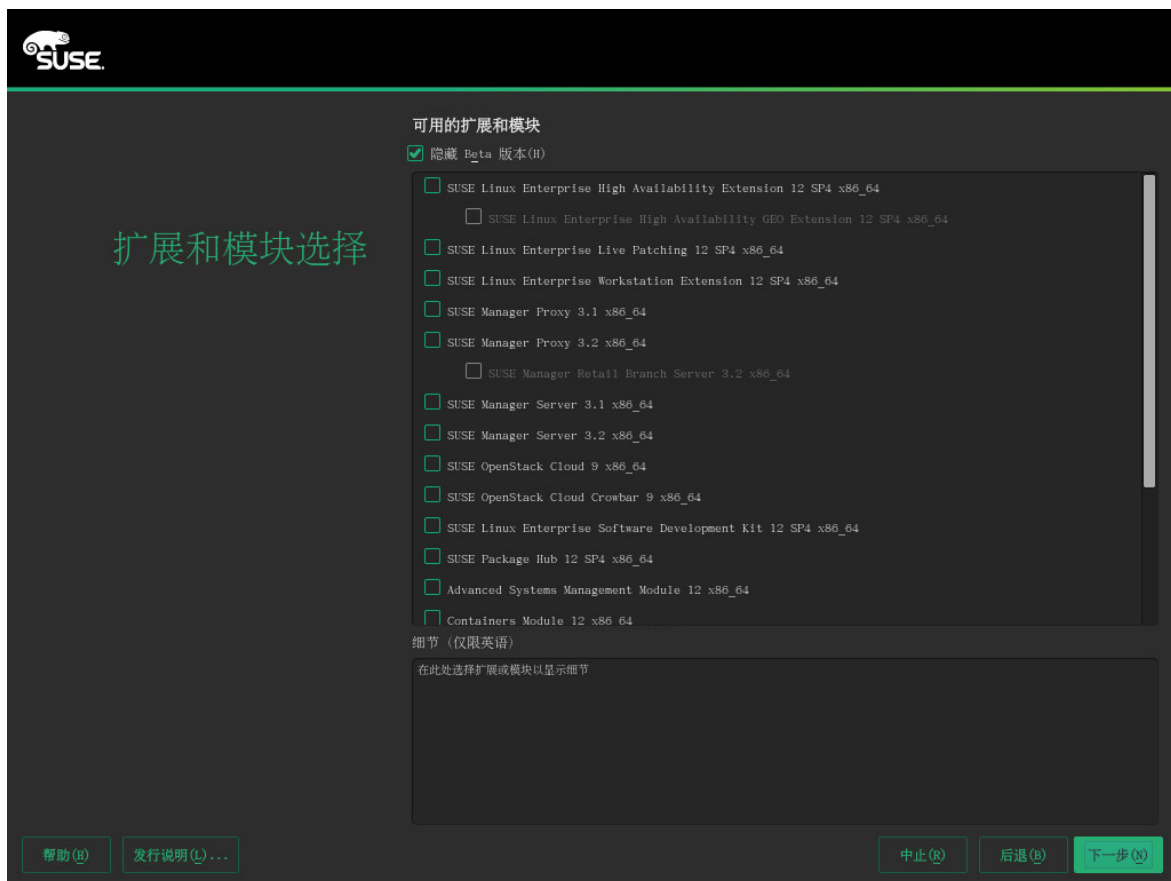 SUSE.
可用的扩展和模块
隐藏 Beta 版本(H)
扩展和模块选择
SUSE Linux Enterprise High Availability Extension 12 SP4 x86_64
SUSE Linux Enterprise High Availability GEO Extension 12 SP4 x86_64
SUSE Linux Enterprise Live Patching 12 SP4 x86_64
SUSE Linux Enterprise Workstation Extension 12 SP4 x86_64
SUSE Manager Proxy 3.1 x86_64
SUSE Manager Proxy 3.2 x86_64
SUSE Manager Retail Branch Server 3.2 x86_64
SUSE Manager Server 3.1 x86_64
SUSE Manager Server 3.2 x86_64
SUSE OpenStack Cloud 9 x86_64
SUSE OpenStack Cloud Crowbar 9 x86_64
SUSE Linux Enterprise Software Development Kit 12 SP4 x86_64
SUSE Package Hub 12 SP4 x86_64
Advanced Systems Management Module 12 x86_64
Containers Module 12 x86_64
细节（仅限英语）
在此处选择扩展或模块以显示细节
帮助(H)
发行说明(L)...
中止(R)
后退(B)
下一步(N)